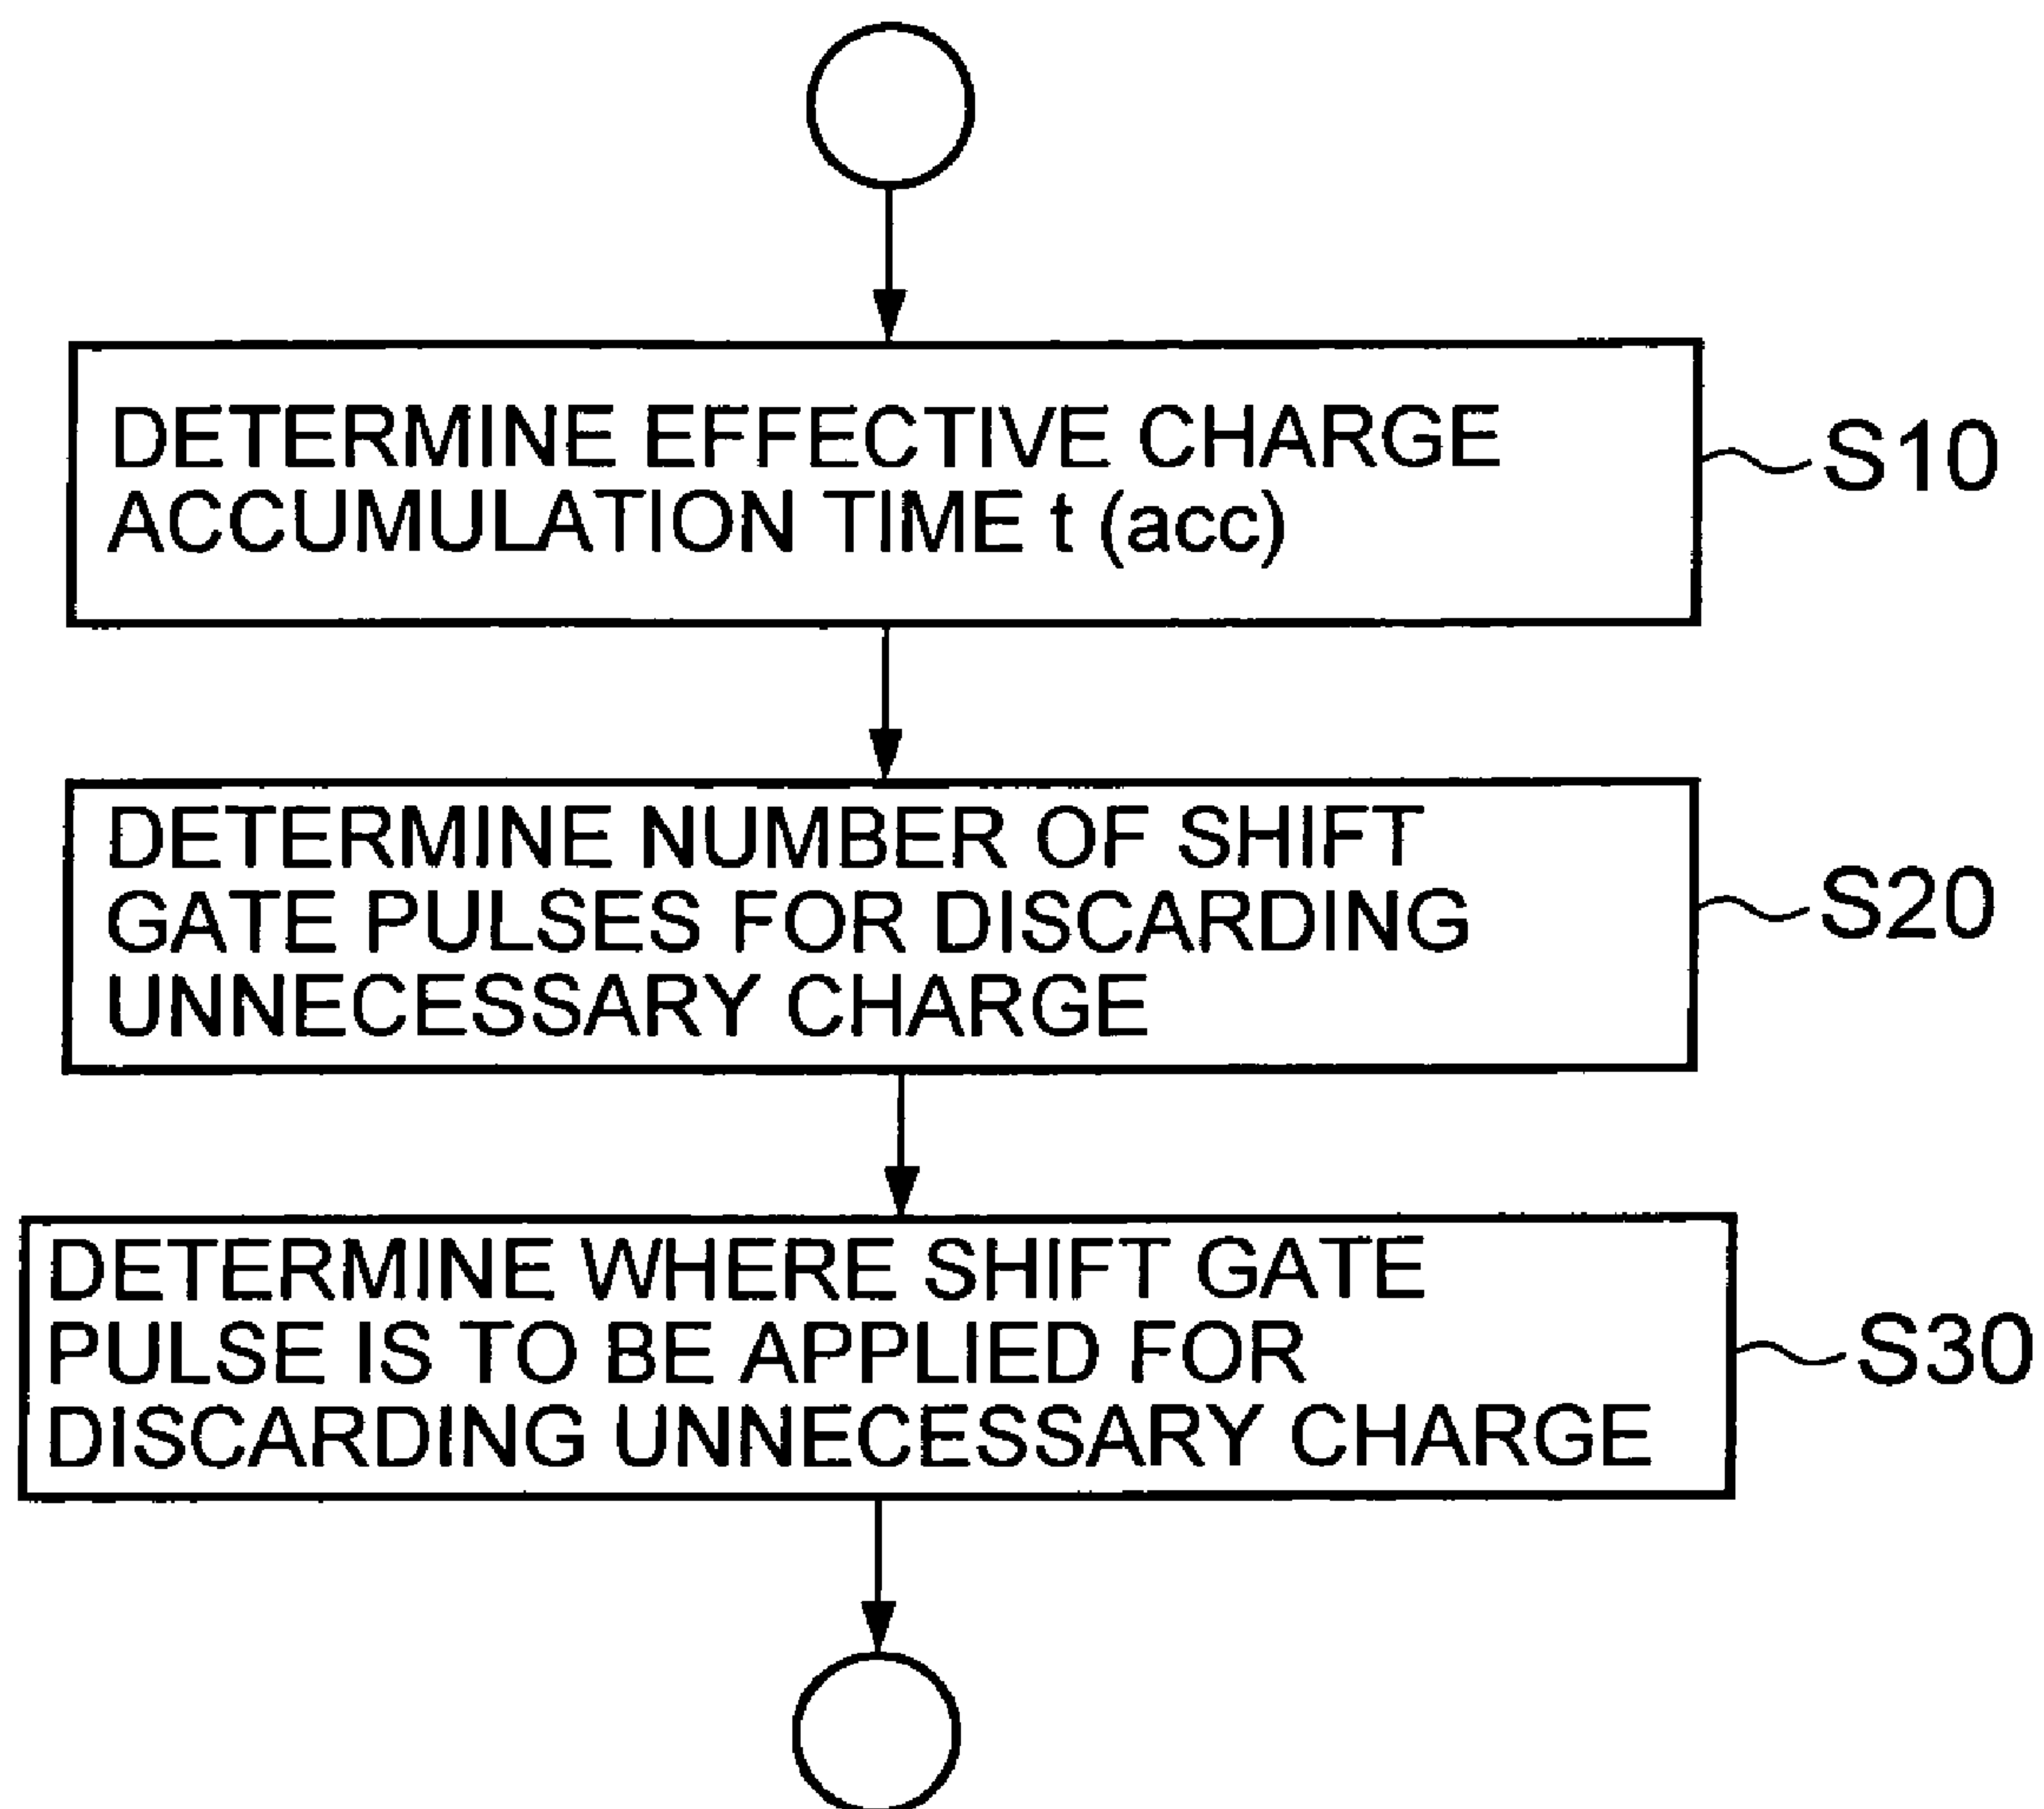 DETERMINE EFFECTIVE CHARGE
ACCUMULATION TIME t (acc)
S10
DETERMINE NUMBER OF SHIFT
GATE PULSES FOR DISCARDING
UNNECESSARY CHARGE
S20
DETERMINE WHERE SHIFT GATE
PULSE IS TO BE APPLIED FOR
DISCARDING UNNECESSARY CHARGE
S30